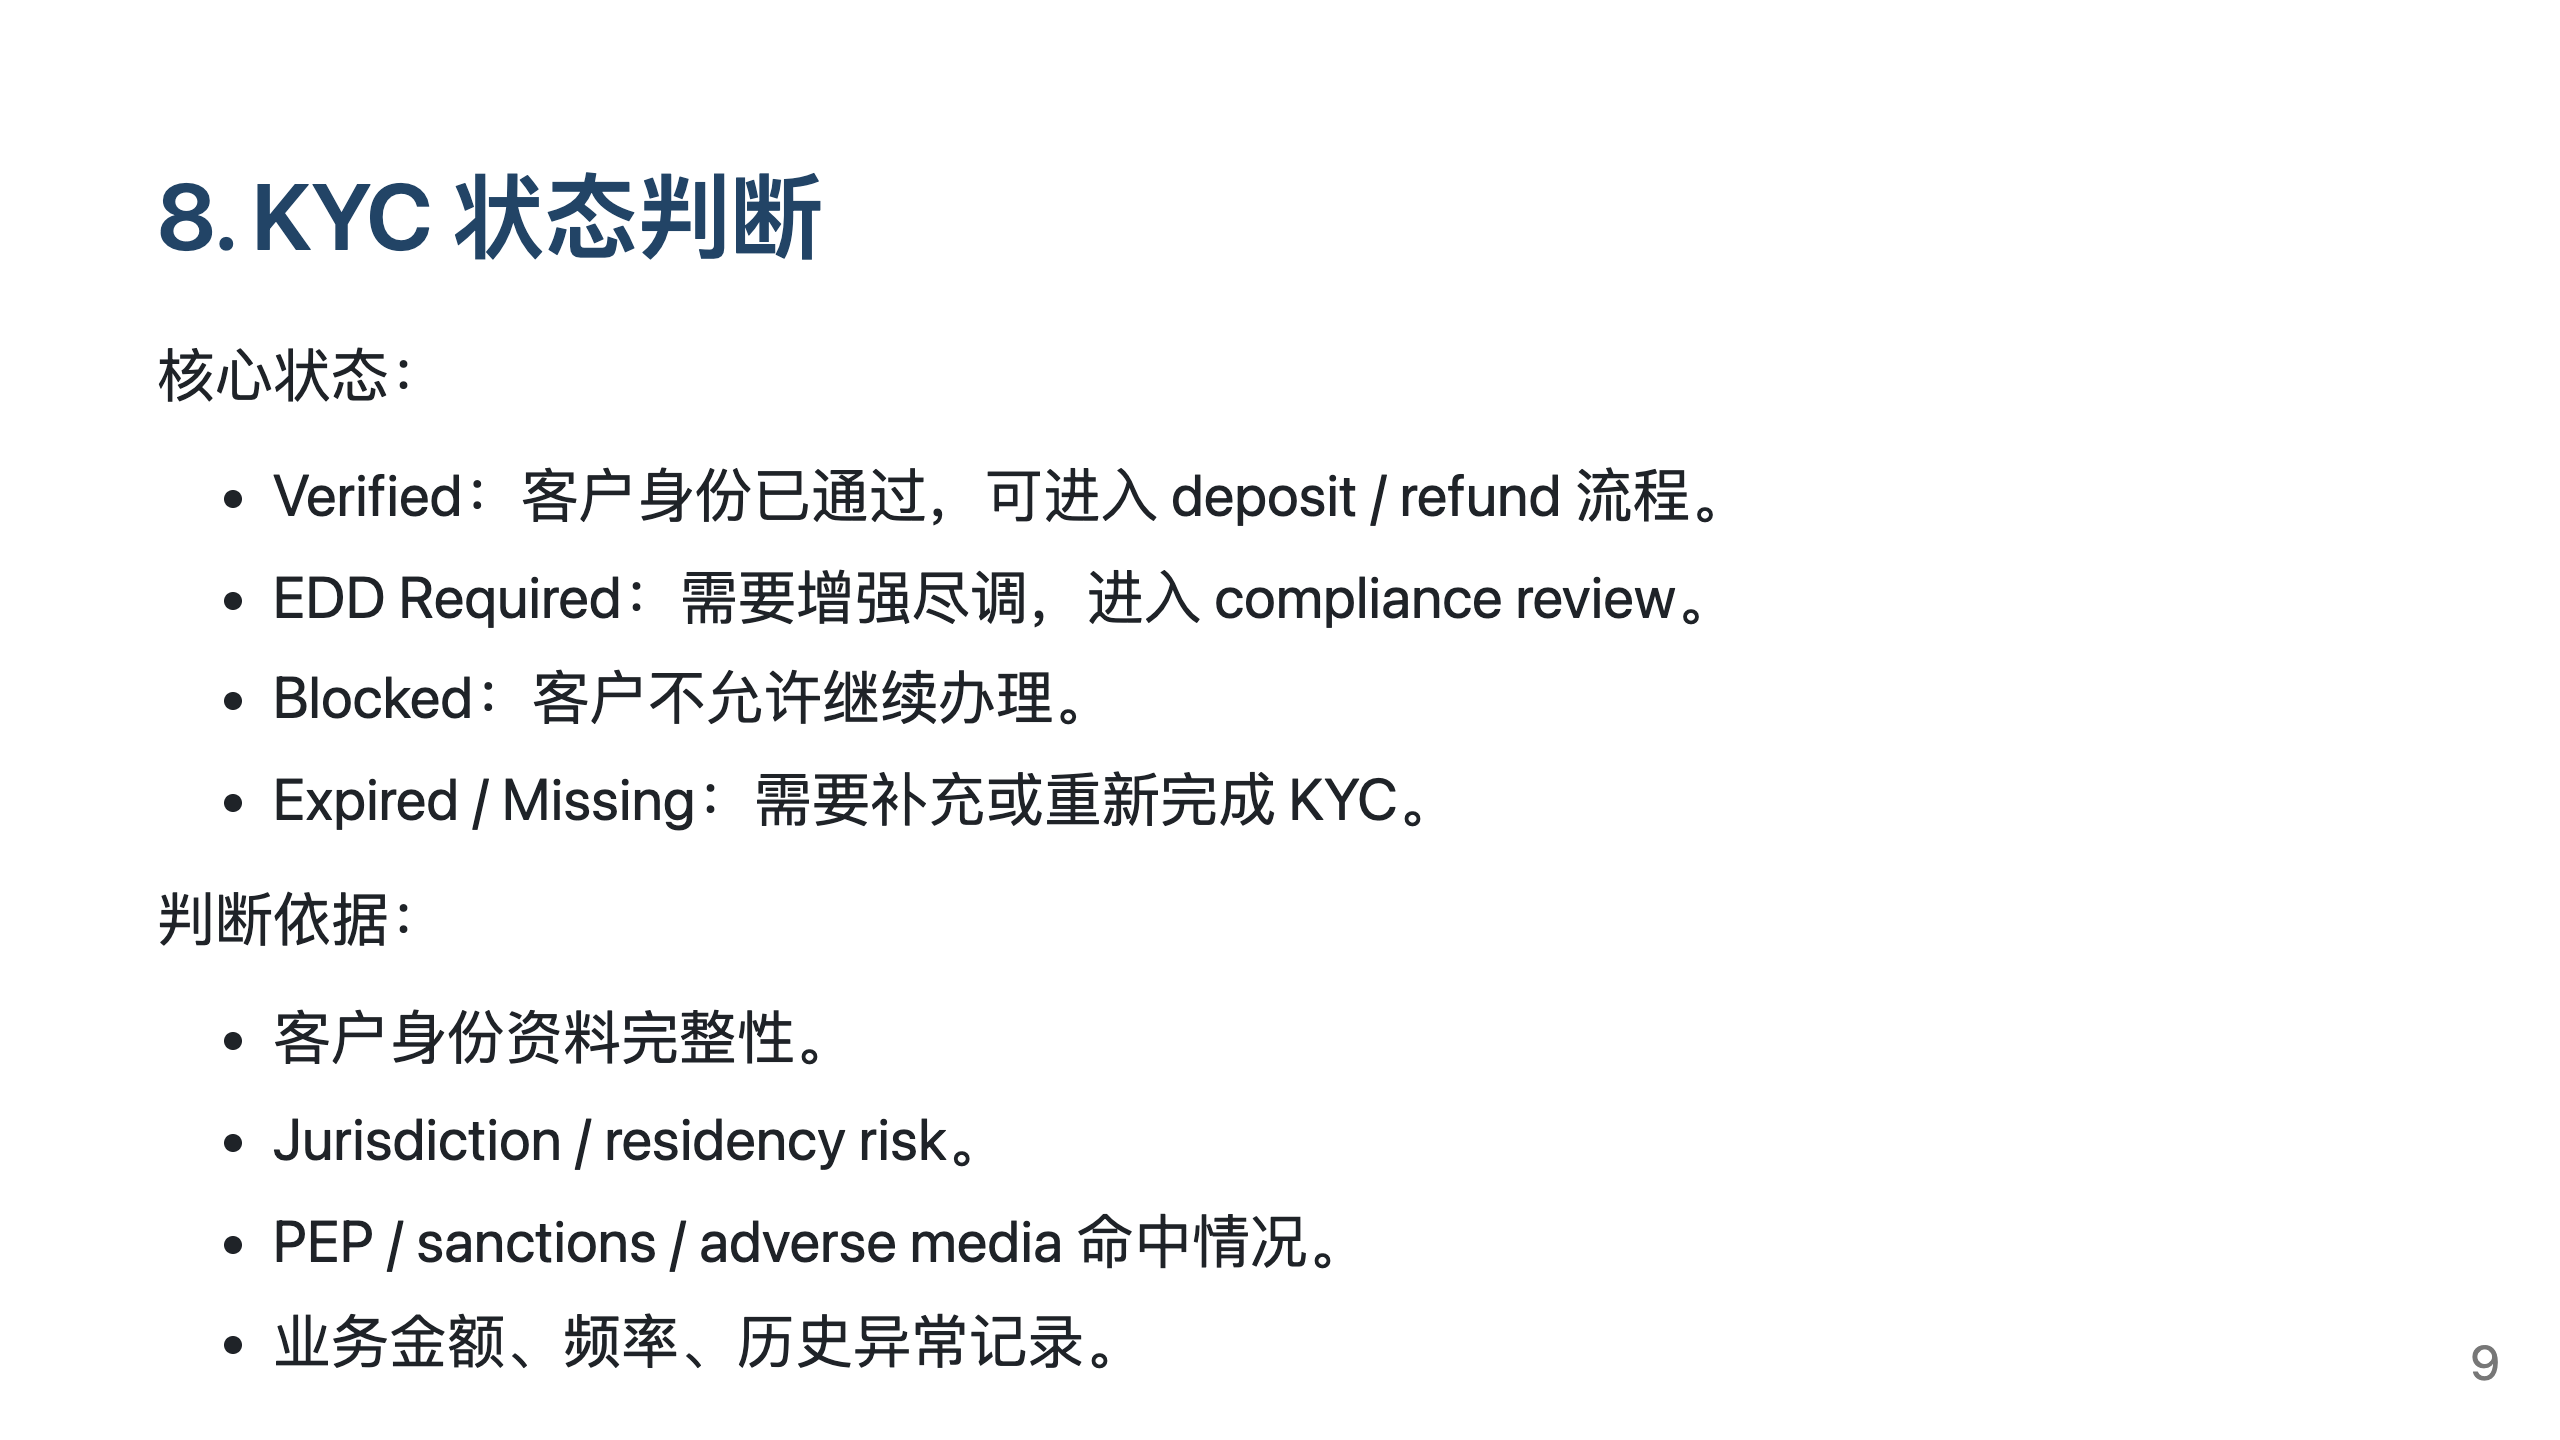 8. KYC 状态判断
核心状态：
• Verified：客户身份已通过，可进入 deposit / refund 流程。
• EDD Required：需要增强尽调，进入 compliance review。
• Blocked：客户不允许继续办理。
• Expired / Missing：需要补充或重新完成 KYC。
判断依据：
• 客户身份资料完整性。
• Jurisdiction / residency risk。
• PEP / sanctions / adverse media 命中情况。
• 业务金额、频率、历史异常记录。
9